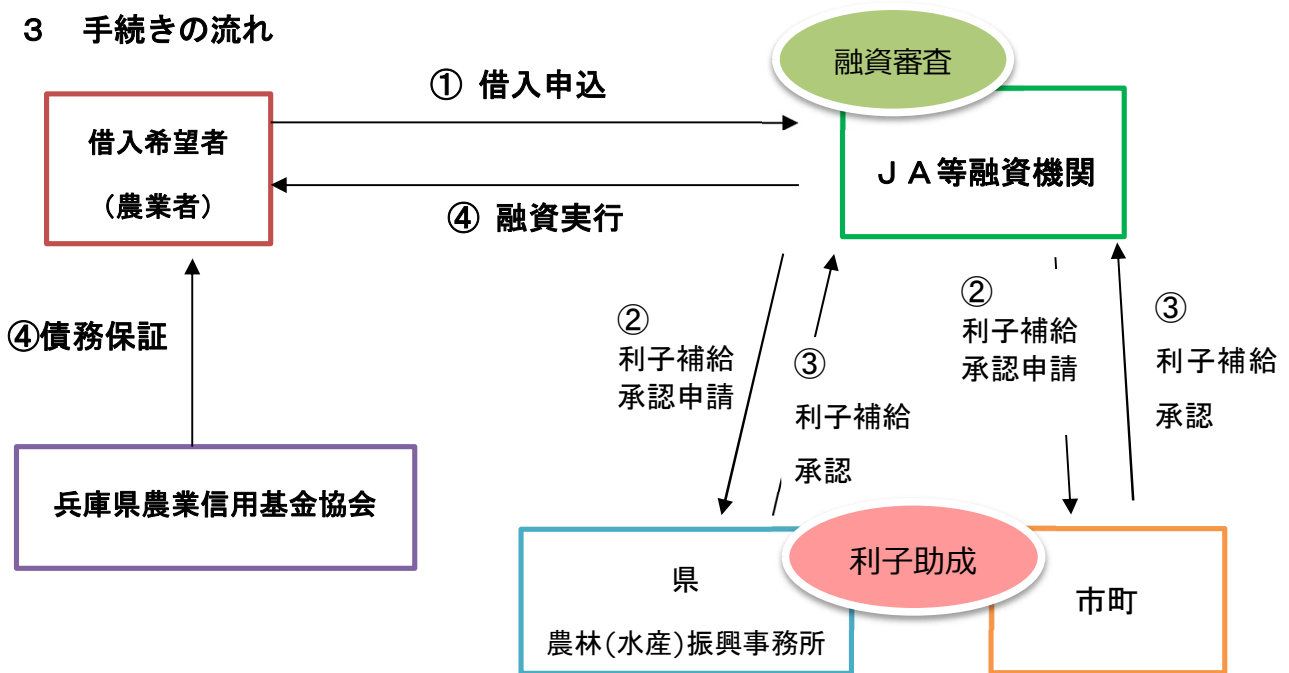 ３　手続きの流れ
融資審査
① 借入申込
借入希望者
（農業者）
ＪＡ等融資機関
④ 融資実行
④債務保証
②
利子補給
承認申請
③
利子補給
承認
②
利子補給
承認申請
③
利子補給
承認
兵庫県農業信用基金協会
利子助成
県
農林(水産)振興事務所
市町